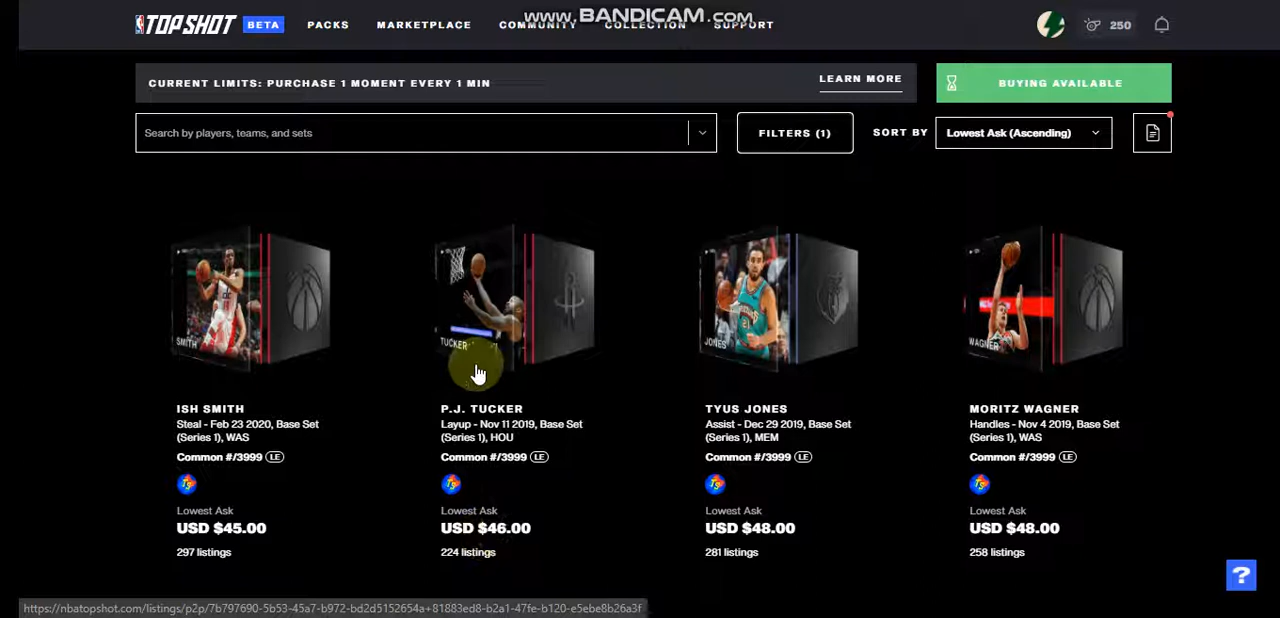 www.BANDICAM.com
NBA TOP SHOT BETA PACKS MARKETPLACE COMMUNITY COLLECTION SUPPORT 250
CURRENT LIMITS: PURCHASE 1 MOMENT EVERY 1 MIN LEARN MORE BUYING AVAILABLE
Search by players, teams, and sets FILTERS (1) SORT BY Lowest Ask (Ascending)
SMITH TUCKER JONES WAGNER
ISH SMITH
Steal - Feb 23 2020, Base Set
(Series 1), WAS
Common #/3999 LE
TS
Lowest Ask
USD $45.00
297 listings
P.J. TUCKER
Layup - Nov 11 2019, Base Set
(Series 1), HOU
Common #/3999 LE
TS
Lowest Ask
USD $46.00
224 listings
TYUS JONES
Assist - Dec 29 2019, Base Set
(Series 1), MEM
Common #/3999 LE
TS
Lowest Ask
USD $48.00
281 listings
MORITZ WAGNER
Handles - Nov 4 2019, Base Set
(Series 1), WAS
Common #/3999 LE
TS
Lowest Ask
USD $48.00
258 listings
?
https://nbatopshot.com/listings/p2p/7b797690-5b53-45a7-b972-bd2d5152654a+81883ed8-b2a1-47fe-b120-e5ebe8b26a3f